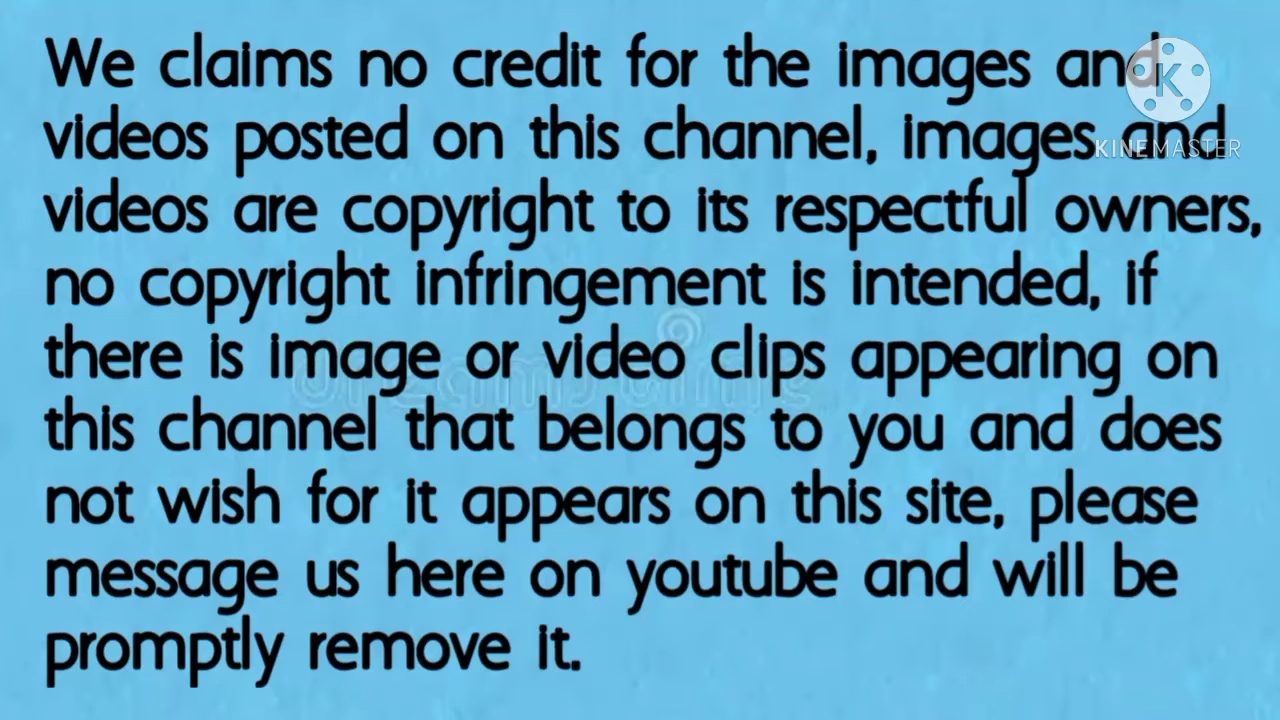 We claims no credit for the images and
videos posted on this channel, images and
videos are copyright to its respectful owners,
no copyright infringement is intended, if
there is image or video clips appearing on
this channel that belongs to you and does
not wish for it appears on this site, please
message us here on youtube and will be
promptly remove it.
K
KINEMASTER